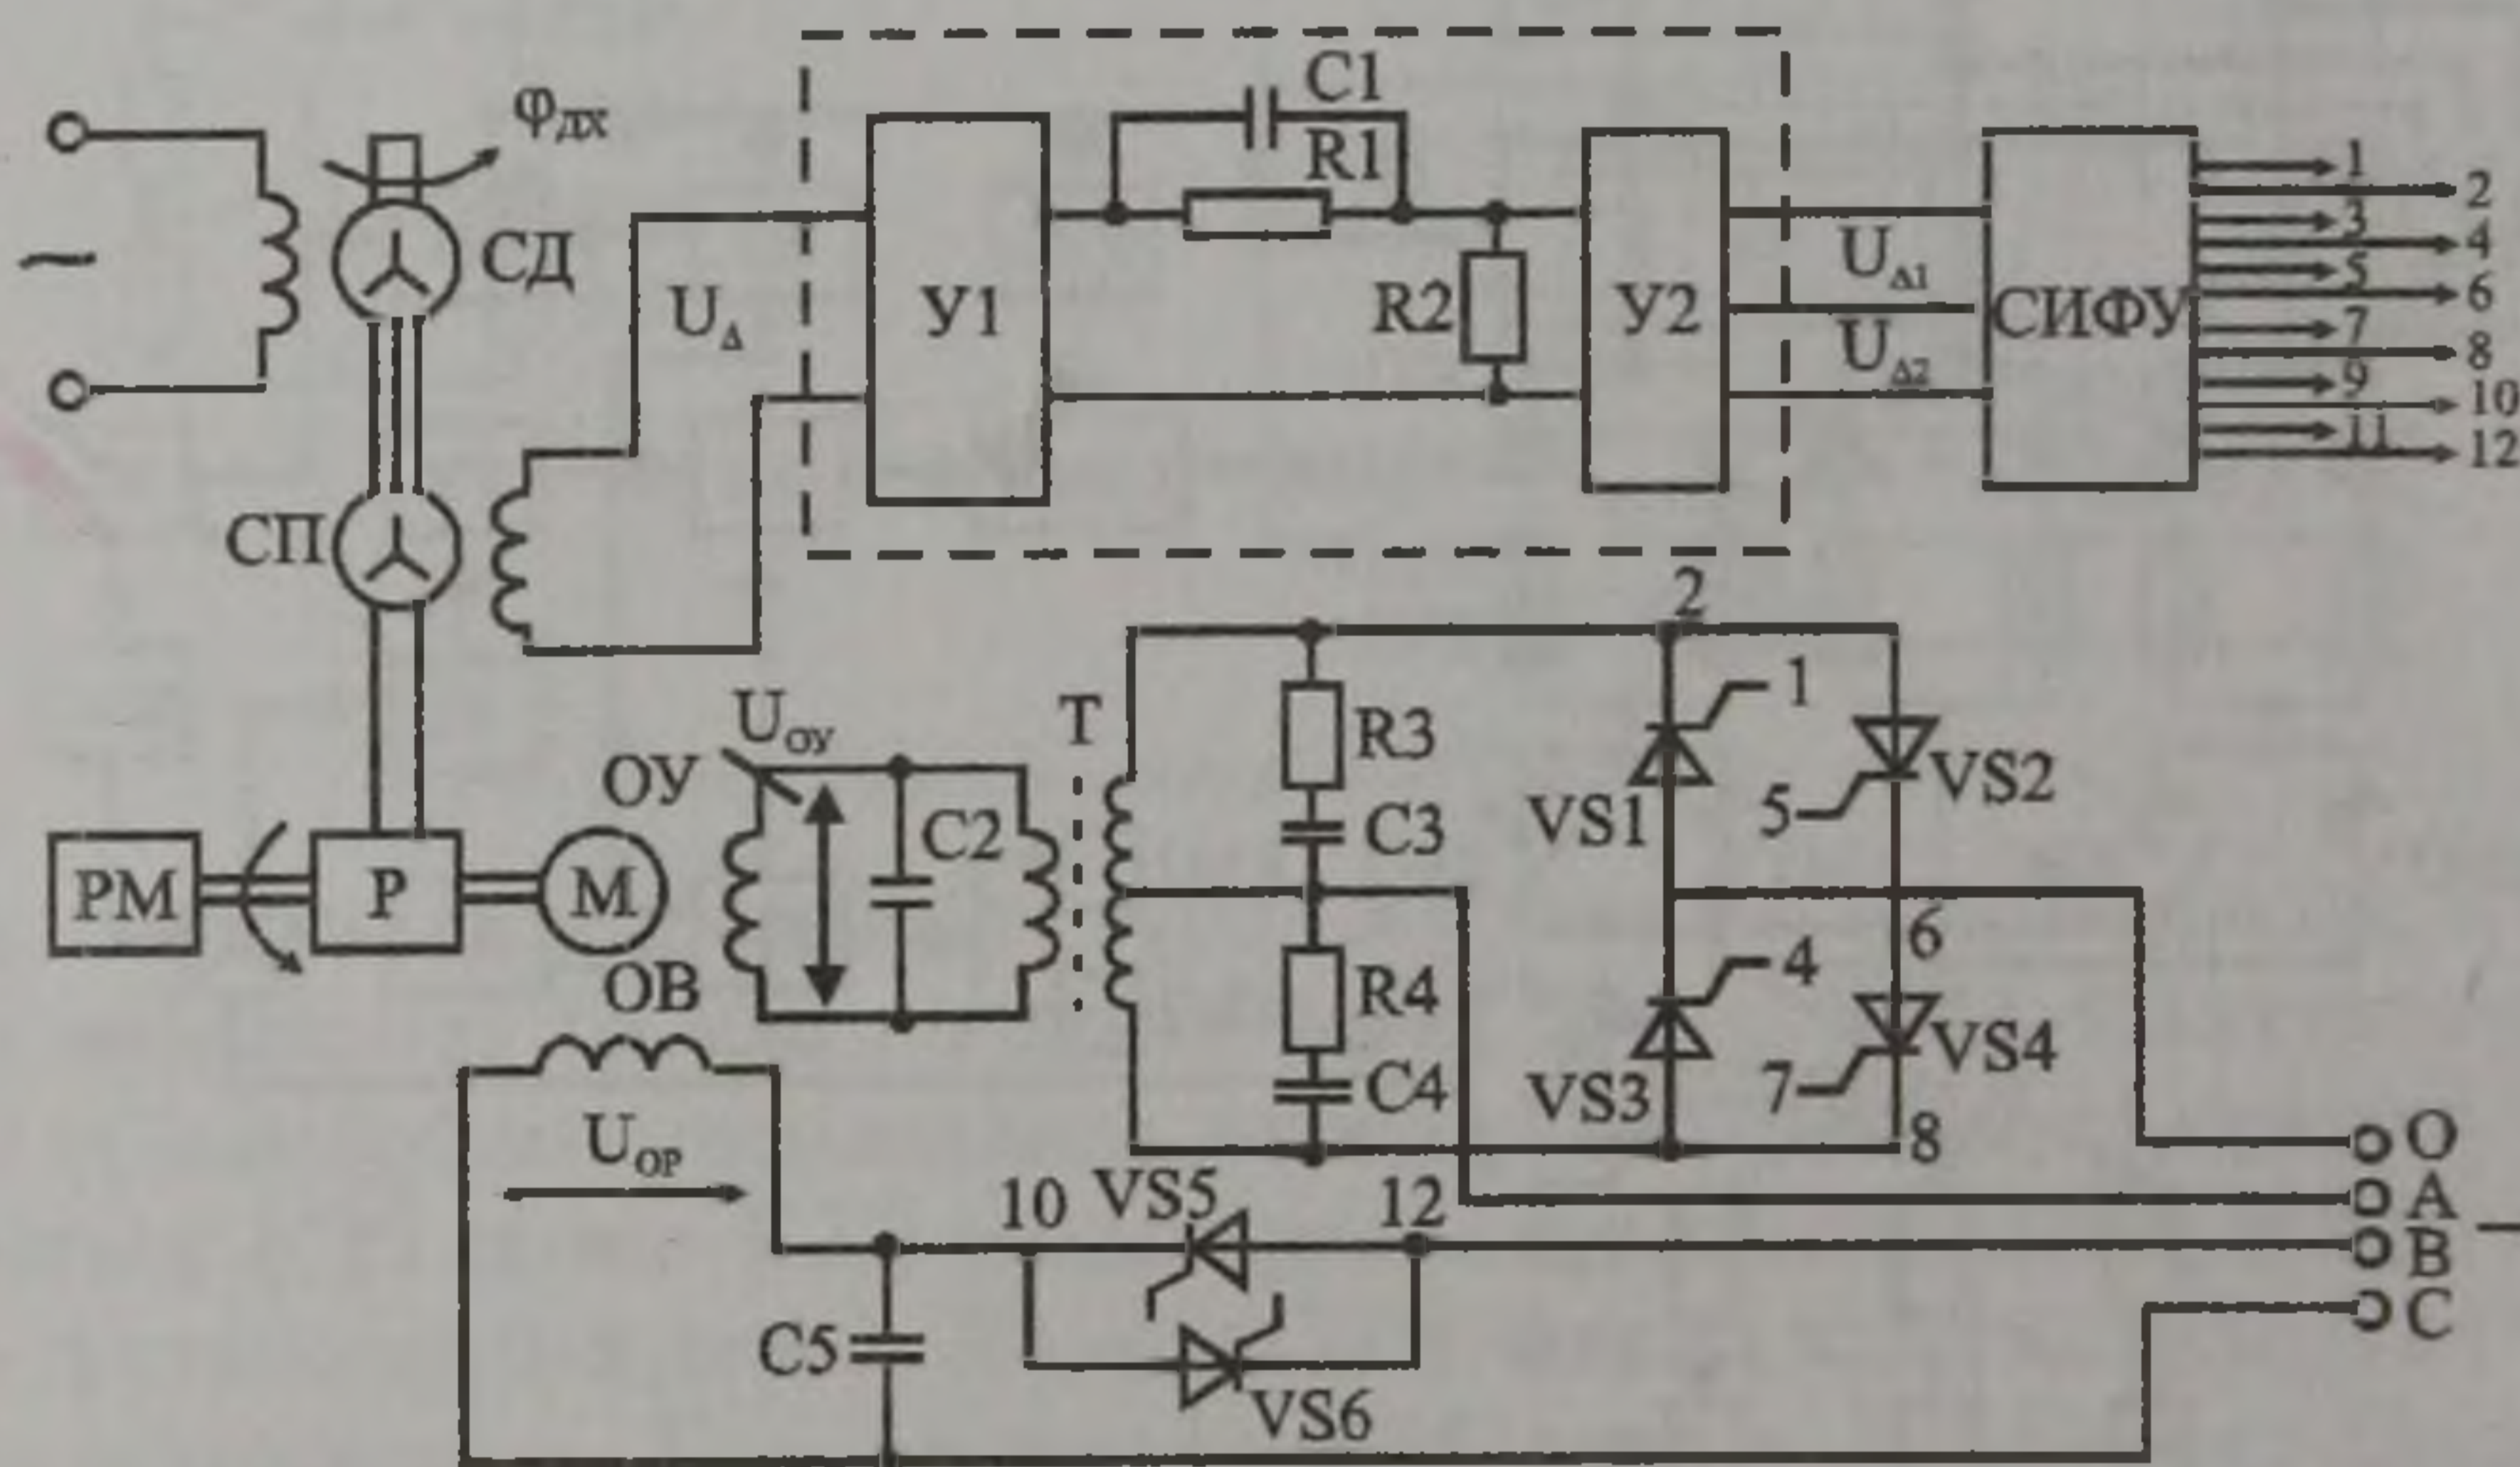 C1
φдх
R1
1
2
3
4
СД
5
UΔ1
6
UΔ
У1
R2
У2
СИФУ
7
UΔ2
8
9
10
11
12
СП
2
Uоу
T
1
R3
ОУ
VS2
C2
5
C3
VS1
РМ
Р
М
6
4
ОВ
R4
VS4
C4
7
VS3
Uор
8
O
10
VS5
12
A
B
C5
C
VS6